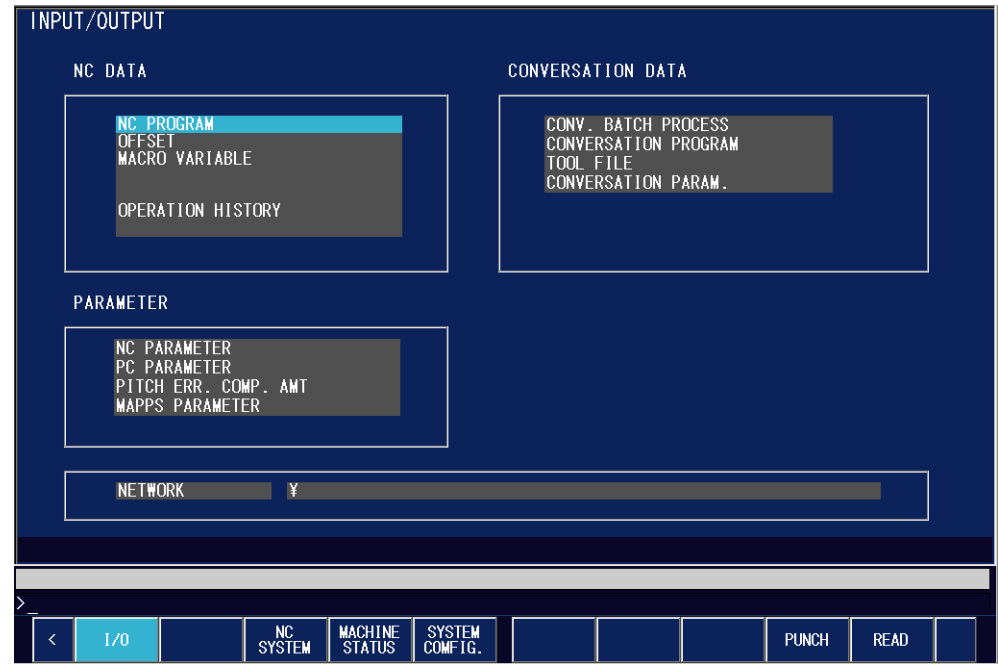 INPUT/OUTPUT
NC DATA
NC PROGRAM
OFFSET
MACRO VARIABLE
OPERATION HISTORY
CONVERSATION DATA
CONV. BATCH PROCESS
CONVERSATION PROGRAM
TOOL FILE
CONVERSATION PARAM.
PARAMETER
NC PARAMETER
PC PARAMETER
PITCH ERR. COMP. AMT
MAPPS PARAMETER
NETWORK ¥
>_
< I/O NC SYSTEM MACHINE STATUS SYSTEM COMFIG. PUNCH READ